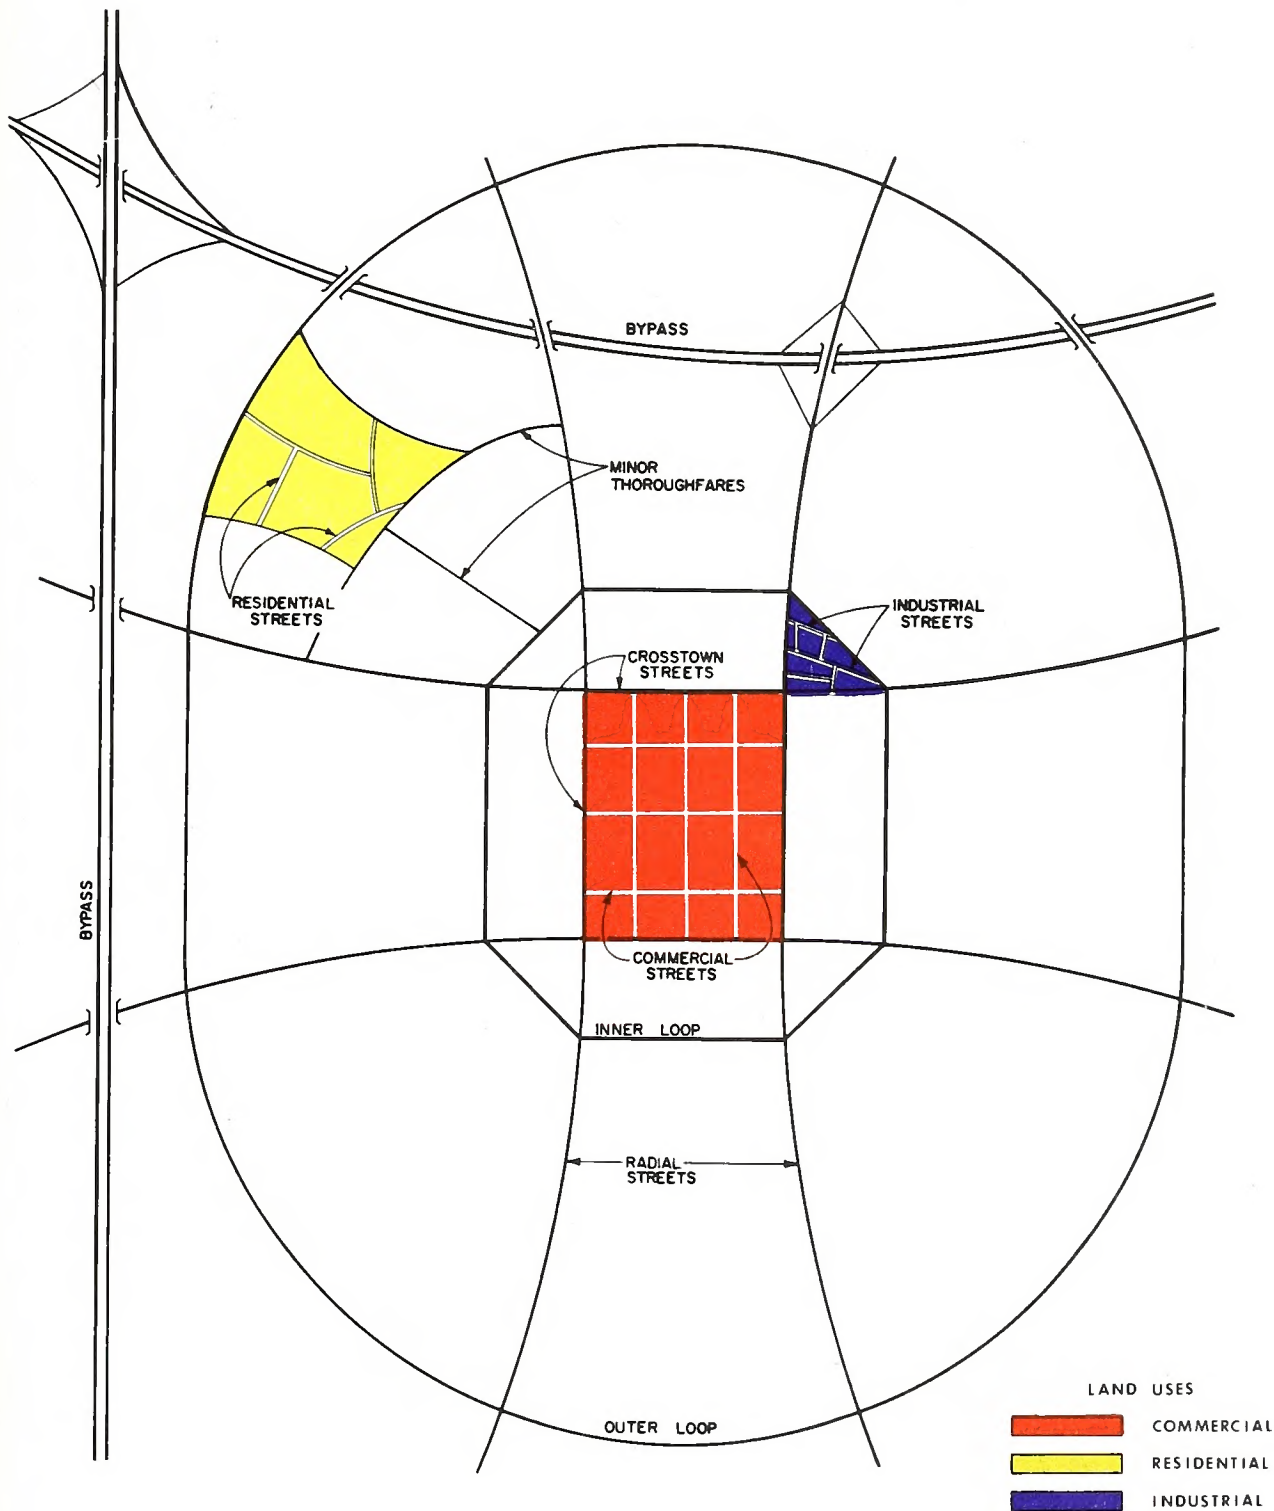 BYPASS
MINOR
THOROUGHFARES
RESIDENTIAL
STREETS
INDUSTRIAL
STREETS
CROSSTOWN
STREETS
BYPASS
COMMERCIAL
STREETS
INNER LOOP
RADIAL
STREETS
OUTER LOOP
LAND USES
COMMERCIAL
RESIDENTIAL
INDUSTRIAL